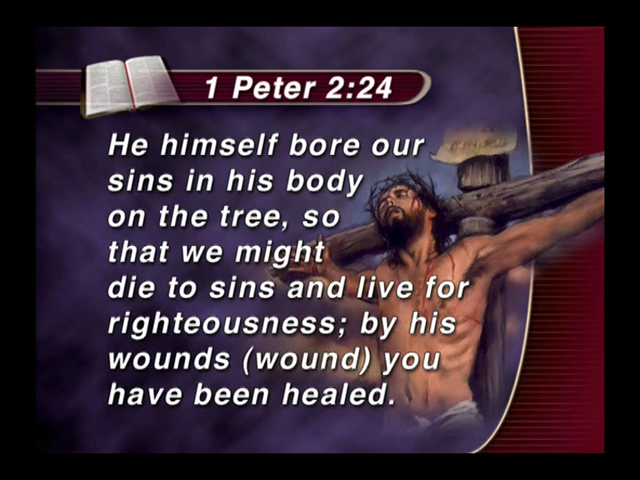 1 Peter 2:24
He himself bore our
sins in his body
on the tree, so
that we might
die to sins and live for
righteousness; by his
wounds (wound) you
have been healed.